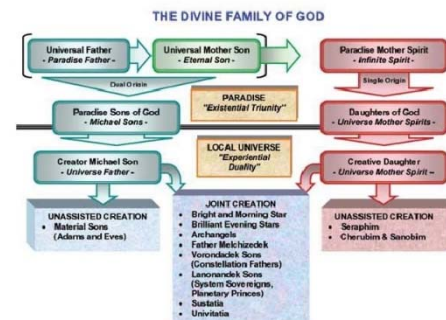 THE DIVINE FAMILY OF GOD
Universal Father
- Paradise Father -
Universal Mother Son
- Eternal Son -
Paradise Mother Spirit
- Infinite Spirit -
Dual Origin
Single Origin
Paradise Sons of God
- Michael Sons -
PARADISE
"Existential Triunity"
Daughters of God
- Universe Mother Spirits -
LOCAL UNIVERSE
"Experiential
Duality"
Creator Michael Son
- Universe Father -
Creative Daughter
- Universe Mother Spirit -
UNASSISTED CREATION
• Material Sons
(Adams and Eves)
JOINT CREATION
• Bright and Morning Star
• Brilliant Evening Stars
• Archangels
• Father Melchizedek
• Vorondadek Sons
(Constellation Fathers)
• Lanonandek Sons
(System Sovereigns,
Planetary Princes)
• Sustatia
• Univitatia
UNASSISTED CREATION
• Seraphim
• Cherubim & Sanobim